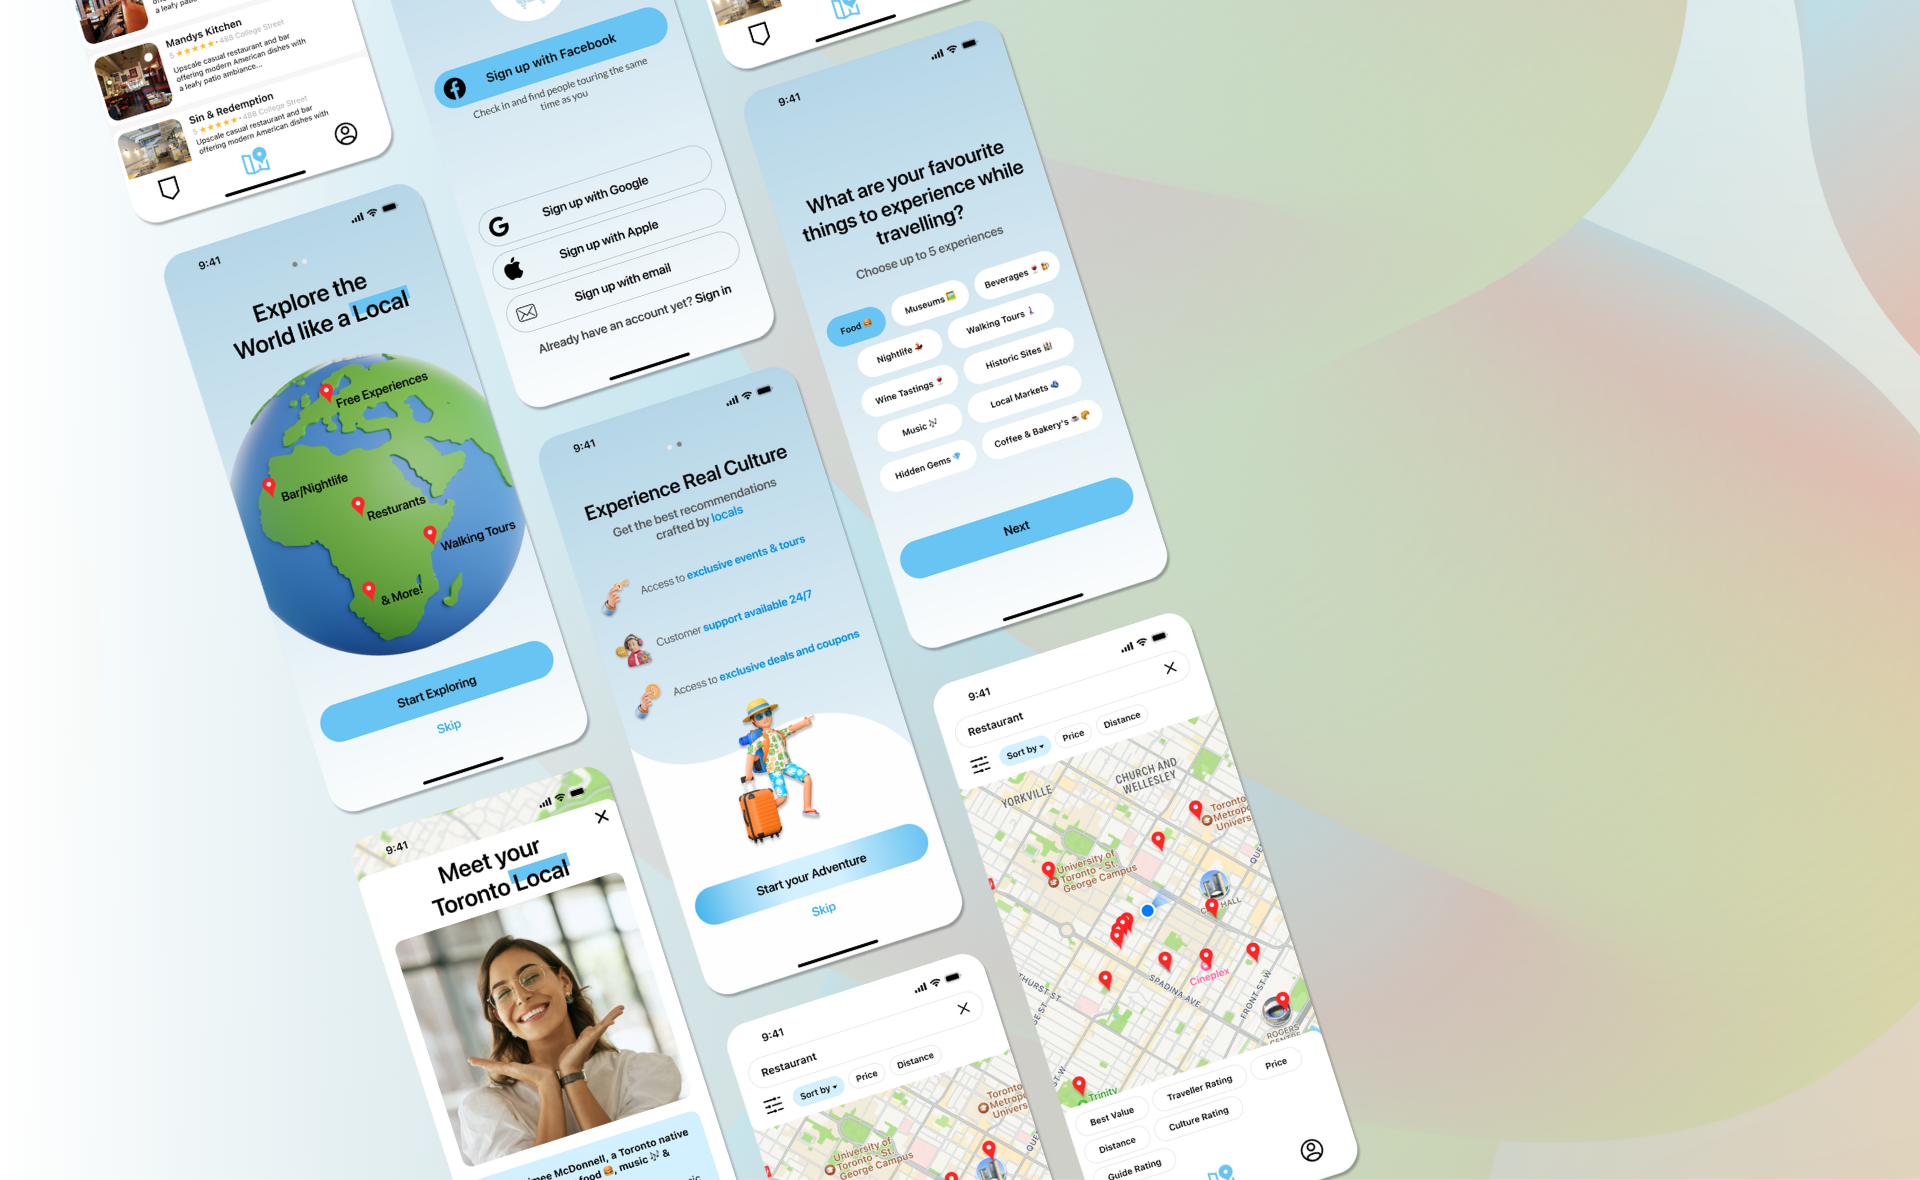 Mandys Kitchen
5 ★★★★★ • 488 College Street
Upscale casual restaurant and bar
offering modern American dishes with
a leafy patio ambiance...
Sin & Redemption
5 ★★★★★ • 488 College Street
Upscale casual restaurant and bar
offering modern American dishes with
Sign up with Facebook
Check in and find people touring the same
time as you
Sign up with Google
Sign up with Apple
Sign up with email
Already have an account yet? Sign in
9:41
What are your favourite
things to experience while
travelling?
Choose up to 5 experiences
Food 🍔
Museums 🖼️
Beverages 🍷🍺
Nightlife 💃
Walking Tours 🚶
Wine Tastings 🍷
Historic Sites 🏰
Music 🎶
Local Markets
Hidden Gems 💎
Coffee & Bakery's ☕🥐
Next
9:41
Explore the
World like a Local
Free Experiences
Bar/Nightlife
Resturants
Walking Tours
& More!
Start Exploring
Skip
9:41
Experience Real Culture
Get the best recommendations
crafted by locals
Access to exclusive events & tours
Customer support available 24/7
Access to exclusive deals and coupons
Start your Adventure
Skip
9:41
Restaurant
Sort by
Price
Distance
YORKVILLE
CHURCH AND
WELLESLEY
Toronto
Metrop
Univers
University of
Toronto - St.
George Campus
HALL
Cineplex
SPADINA AVE
FRONT ST W
THURST ST
GE ST
ST W
QUE
ROGERS
CENTRE
Trinity
Best Value
Traveller Rating
Price
Distance
Culture Rating
Guide Rating
9:41
Meet your
Toronto Local
mee McDonnell, a Toronto native
food 🍔, music 🎶 &
9:41
Restaurant
Sort by
Price
Distance
Toronto
Metrop
Univers
University of
Toronto - St.
George Campus
QUE